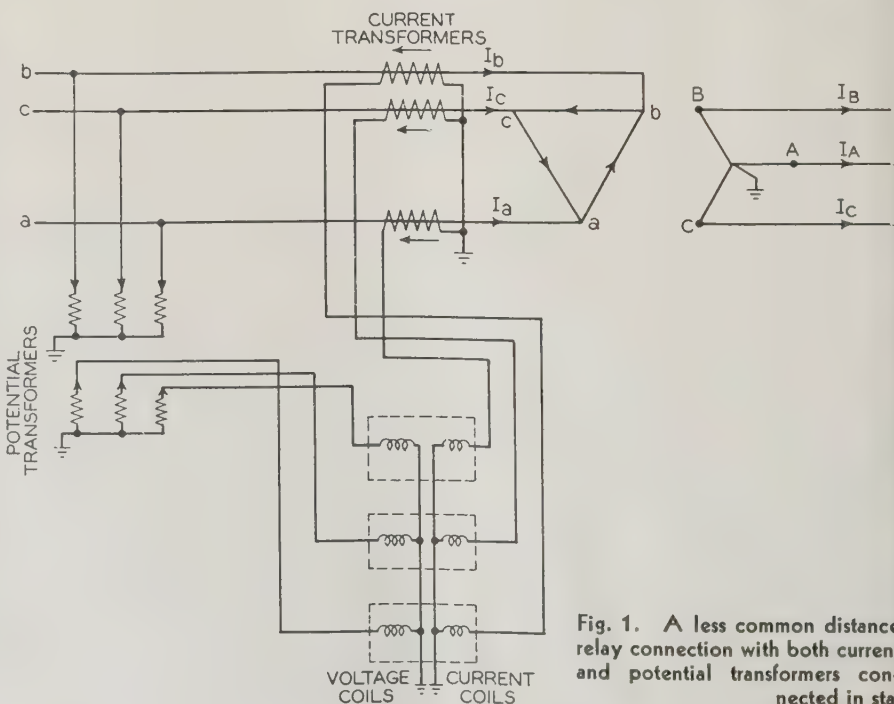 CURRENT
TRANSFORMERS
b
c
a
I_b
I_c
c
b
I_a
a
B
I_B
A
I_A
C
I_c
POTENTIAL
TRANSFORMERS
VOLTAGE
COILS
CURRENT
COILS
Fig. 1. A less common distance
relay connection with both curren
and potential transformers con-
nected in sta